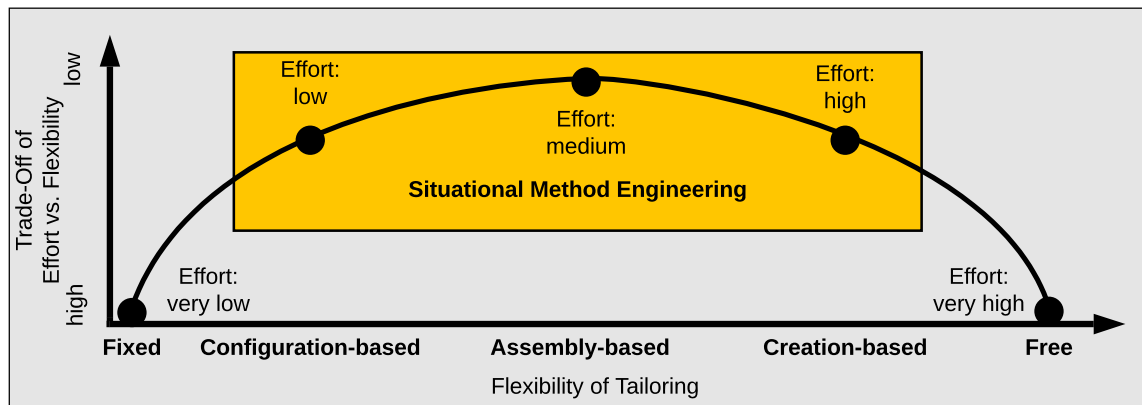 low
Trade-Off of
Effort vs. Flexibility
high
Effort:
low
Effort:
medium
Effort:
high
Situational Method Engineering
Effort:
very low
Effort:
very high
Fixed
Configuration-based
Assembly-based
Creation-based
Free
Flexibility of Tailoring